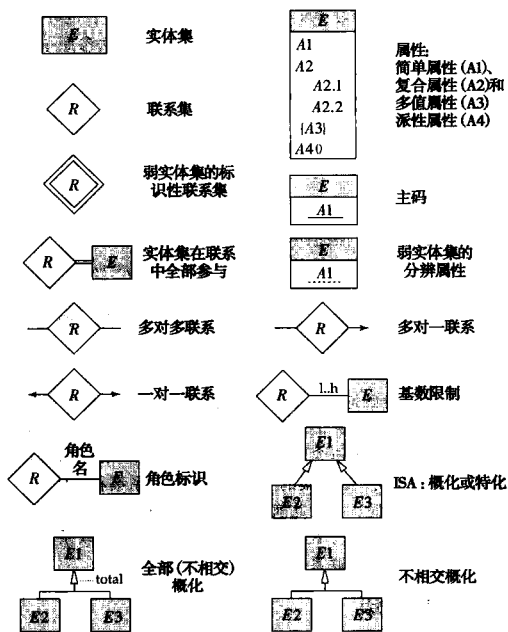 E
实体集
R
联系集
R
弱实体集的标
识性联系集
R
E
实体集在联系
中全部参与
R
多对多联系
R
一对一联系
R
角色
名
E
角色标识
E1
E2
E3
total
全部(不相交)
概化
E
A1
A2
A2.1
A2.2
{A3}
A4()
属性:
简单属性(A1)、
复合属性(A2)和
多值属性(A3)
派性属性(A4)
E
A1
主码
E
A1
弱实体集的
分辨属性
R
多对一联系
R
l..h
E
基数限制
E1
E2
E3
ISA:概化或特化
E1
E2
E3
不相交概化